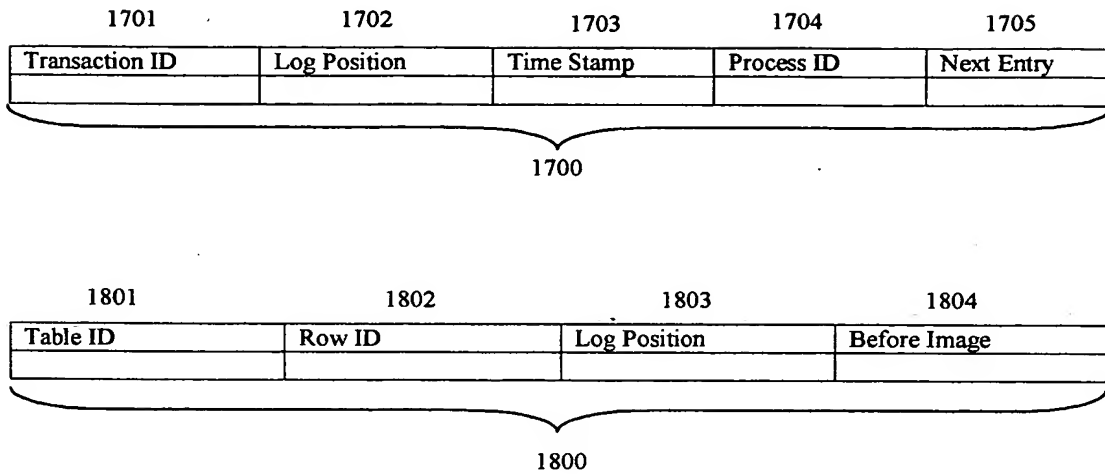 1701 1702 1703 1704 1705
Transaction ID Log Position Time Stamp Process ID Next Entry
1700
1801 1802 1803 1804
Table ID Row ID Log Position Before Image
1800